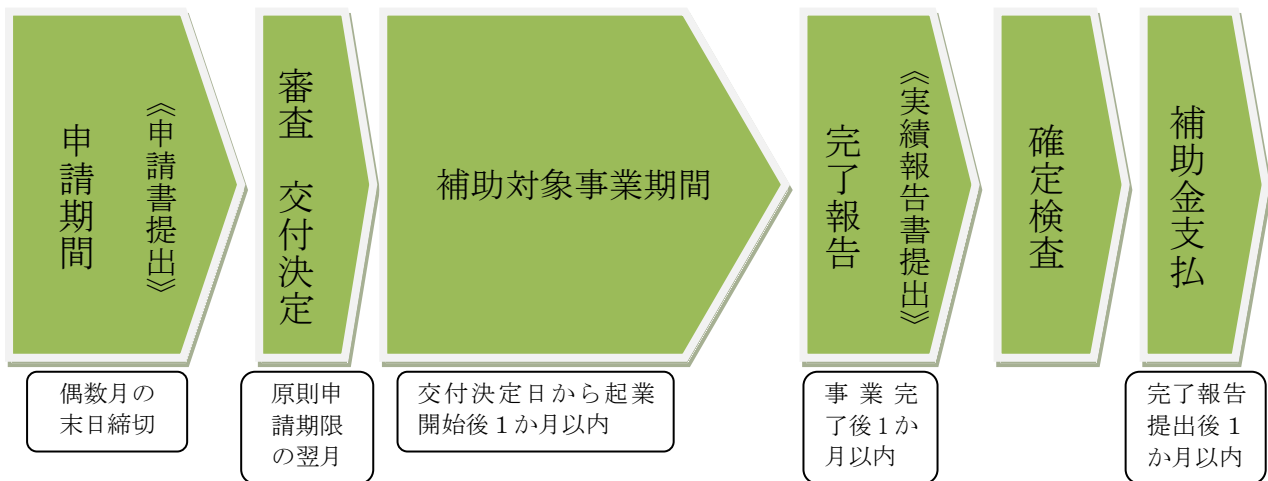 申請期間
《申請書提出》
審査　交付決定
補助対象事業期間
完了報告
《実績報告書提出》
確定検査
補助金支払
偶数月の
末日締切
原則申
請期限
の翌月
交付決定日から起業
開始後１か月以内
事業完
了後1か
月以内
完了報告
提出後１
か月以内